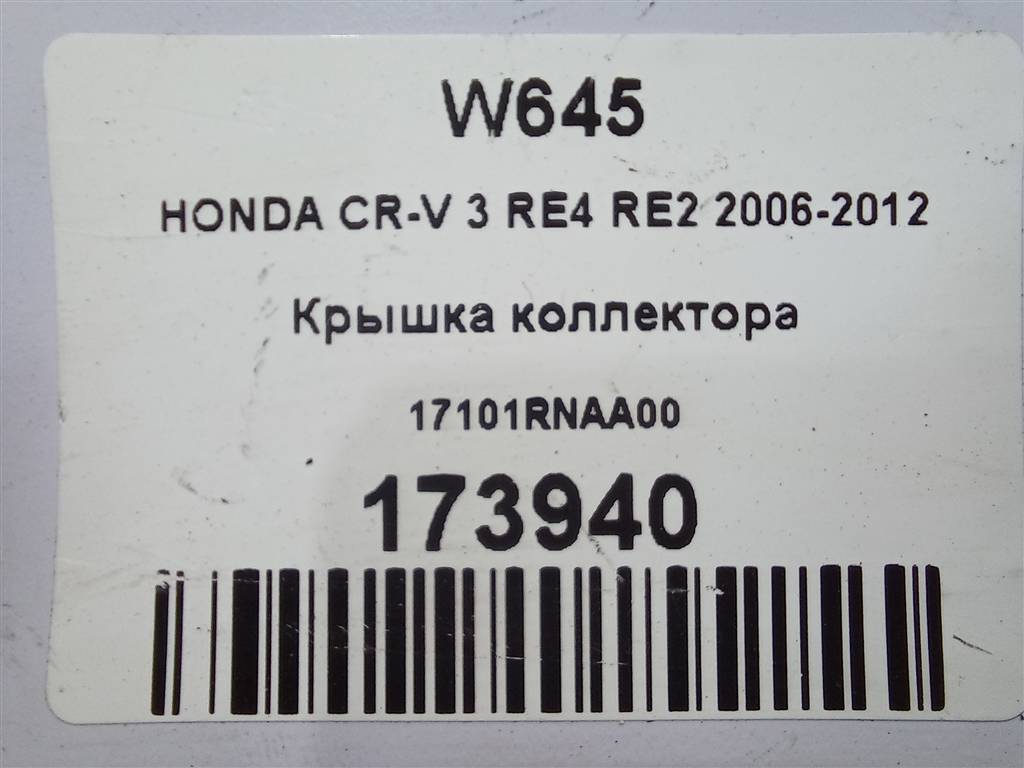 W645
HONDA CR-V 3 RE4 RE2 2006-2012
Крышка коллектора
17101RNAA00
173940